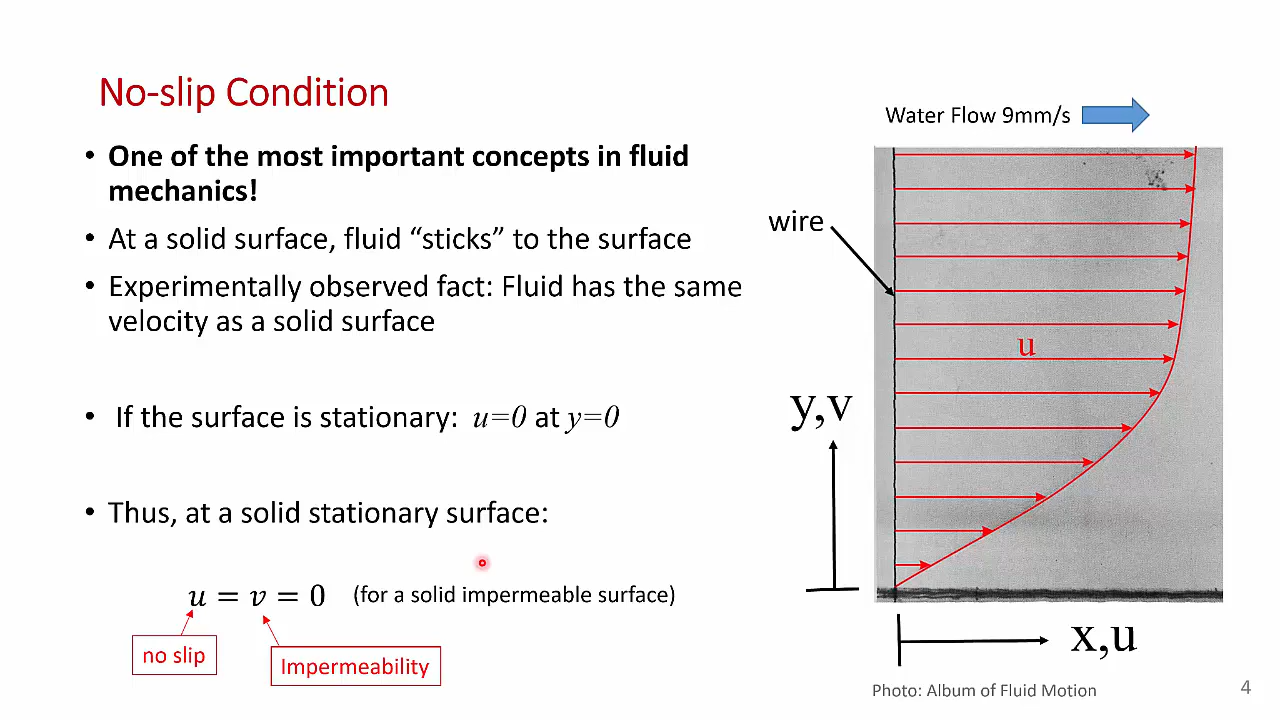 No-slip Condition
• One of the most important concepts in fluid
mechanics!
• At a solid surface, fluid “sticks” to the surface
• Experimentally observed fact: Fluid has the same
velocity as a solid surface
• If the surface is stationary: u=0 at y=0
• Thus, at a solid stationary surface:
u = v = 0 (for a solid impermeable surface)
no slip
Impermeability
Water Flow 9mm/s
wire
u
y,v
x,u
Photo: Album of Fluid Motion
4